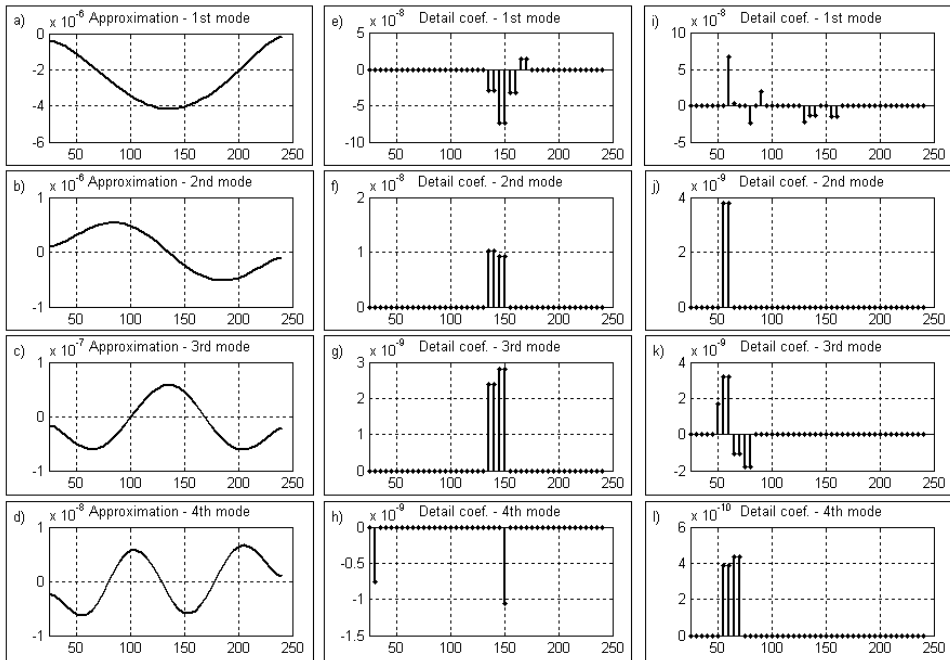 a)
x 10^-6
Approximation - 1st mode
0
-2
-4
-6
50 100 150 200 250
e)
x 10^-8
Detail coef. - 1st mode
5
0
-5
-10
50 100 150 200 250
i)
x 10^-8
Detail coef. - 1st mode
10
5
0
-5
50 100 150 200 250
b)
x 10^-6
Approximation - 2nd mode
1
0
-1
50 100 150 200 250
f)
x 10^-8
Detail coef. - 2nd mode
2
1
0
50 100 150 200 250
j)
x 10^-9
Detail coef. - 2nd mode
4
2
0
50 100 150 200 250
c)
x 10^-7
Approximation - 3rd mode
1
0
-1
50 100 150 200 250
g)
x 10^-9
Detail coef. - 3rd mode
3
2
1
0
50 100 150 200 250
k)
x 10^-9
Detail coef. - 3rd mode
4
2
0
-2
50 100 150 200 250
d)
x 10^-8
Approximation - 4th mode
1
0
-1
50 100 150 200 250
h)
x 10^-9
Detail coef. - 4th mode
0
-0.5
-1
-1.5
50 100 150 200 250
l)
x 10^-10
Detail coef. - 4th mode
6
4
2
0
50 100 150 200 250